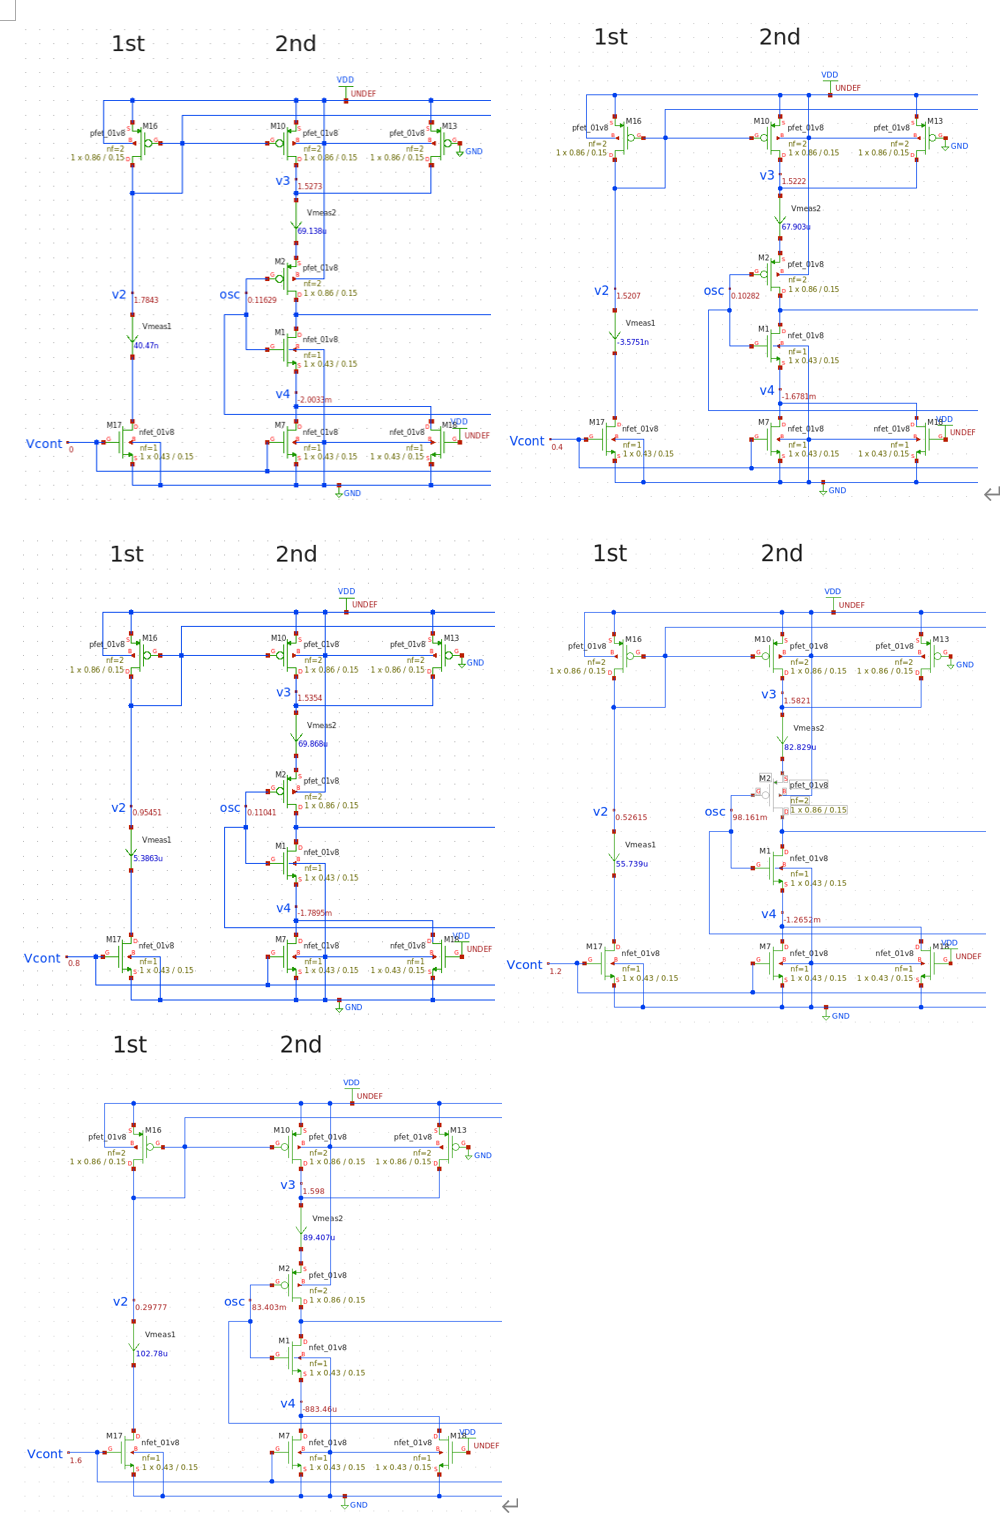 1st 2nd
VDD
UNDEF
M16 M10 M13
pfet_01v8 pfet_01v8 pfet_01v8
nf=2 nf=2 nf=2
1 x 0.86 / 0.15 1 x 0.86 / 0.15 1 x 0.86 / 0.15
GND
v3 1.5273
Vmeas2
69.138u
M2
pfet_01v8
nf=2
1 x 0.86 / 0.15
v2 1.7843
osc 0.11629
Vmeas1
40.47n
M1
nfet_01v8
nf=1
1 x 0.43 / 0.15
v4 -2.0033m
M17 M7 VDD
Vcont 0
nfet_01v8 nfet_01v8 nfet_01v8
UNDEF
nf=1 nf=1
1 x 0.43 / 0.15 1 x 0.43 / 0.15 1 x 0.43 / 0.15
GND
1st 2nd
VDD
UNDEF
M16 M10 M13
pfet_01v8 pfet_01v8 pfet_01v8
nf=2 nf=2 nf=2
1 x 0.86 / 0.15 1 x 0.86 / 0.15 1 x 0.86 / 0.15
GND
v3 1.5222
Vmeas2
67.903u
M2
pfet_01v8
nf=2
1 x 0.86 / 0.15
v2 1.5207
osc 0.10282
Vmeas1
-3.5751n
M1
nfet_01v8
nf=1
1 x 0.43 / 0.15
v4 -1.6781m
M17 M7 VDD
Vcont 0.4
nfet_01v8 nfet_01v8 nfet_01v8
UNDEF
nf=1 nf=1
1 x 0.43 / 0.15 1 x 0.43 / 0.15 1 x 0.43 / 0.15
GND
↵
1st 2nd
VDD
UNDEF
M16 M10 M13
pfet_01v8 pfet_01v8 pfet_01v8
nf=2 nf=2 nf=2
1 x 0.86 / 0.15 1 x 0.86 / 0.15 1 x 0.86 / 0.15
GND
v3 1.5354
Vmeas2
69.868u
M2
pfet_01v8
nf=2
1 x 0.86 / 0.15
v2 0.95451
osc 0.11041
Vmeas1
5.3863u
M1
nfet_01v8
nf=1
1 x 0.43 / 0.15
v4 -1.7895m
M17 M7 VDD
Vcont 0.8
nfet_01v8 nfet_01v8 nfet_01v8
UNDEF
nf=1 nf=1
1 x 0.43 / 0.15 1 x 0.43 / 0.15 1 x 0.43 / 0.15
GND
1st 2nd
VDD
UNDEF
M16 M10 M13
pfet_01v8 pfet_01v8 pfet_01v8
nf=2 nf=2 nf=2
1 x 0.86 / 0.15 1 x 0.86 / 0.15 1 x 0.86 / 0.15
GND
v3 1.5821
Vmeas2
82.829u
M2
pfet_01v8
nf=2
1 x 0.86 / 0.15
v2 0.52615
osc 98.161m
Vmeas1
55.739u
M1
nfet_01v8
nf=1
1 x 0.43 / 0.15
v4 -1.2652m
M17 M7 VDD
Vcont 1.2
nfet_01v8 nfet_01v8 nfet_01v8
UNDEF
nf=1 nf=1
1 x 0.43 / 0.15 1 x 0.43 / 0.15 1 x 0.43 / 0.15
GND
1st 2nd
VDD
UNDEF
M16 M10 M13
pfet_01v8 pfet_01v8 pfet_01v8
nf=2 nf=2 nf=2
1 x 0.86 / 0.15 1 x 0.86 / 0.15 1 x 0.86 / 0.15
GND
v3 1.598
Vmeas2
89.407u
M2
pfet_01v8
nf=2
1 x 0.86 / 0.15
v2 0.29777
osc 83.403m
Vmeas1
102.78u
M1
nfet_01v8
nf=1
1 x 0.43 / 0.15
v4 -883.46u
M17 M7 VDD
Vcont 1.6
nfet_01v8 nfet_01v8 nfet_01v8
UNDEF
nf=1 nf=1
1 x 0.43 / 0.15 1 x 0.43 / 0.15 1 x 0.43 / 0.15
GND
↵